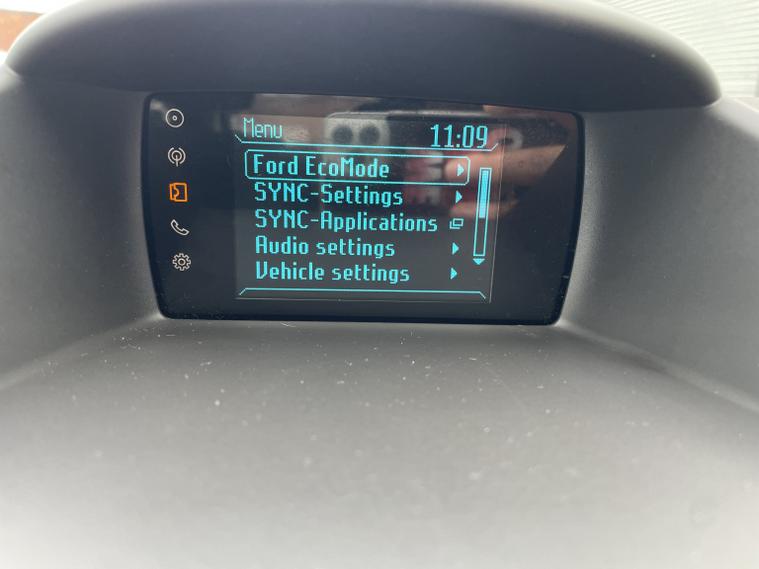 Menu
11:09
Ford EcoMode
SYNC-Settings
SYNC-Applications
Audio settings
Vehicle settings